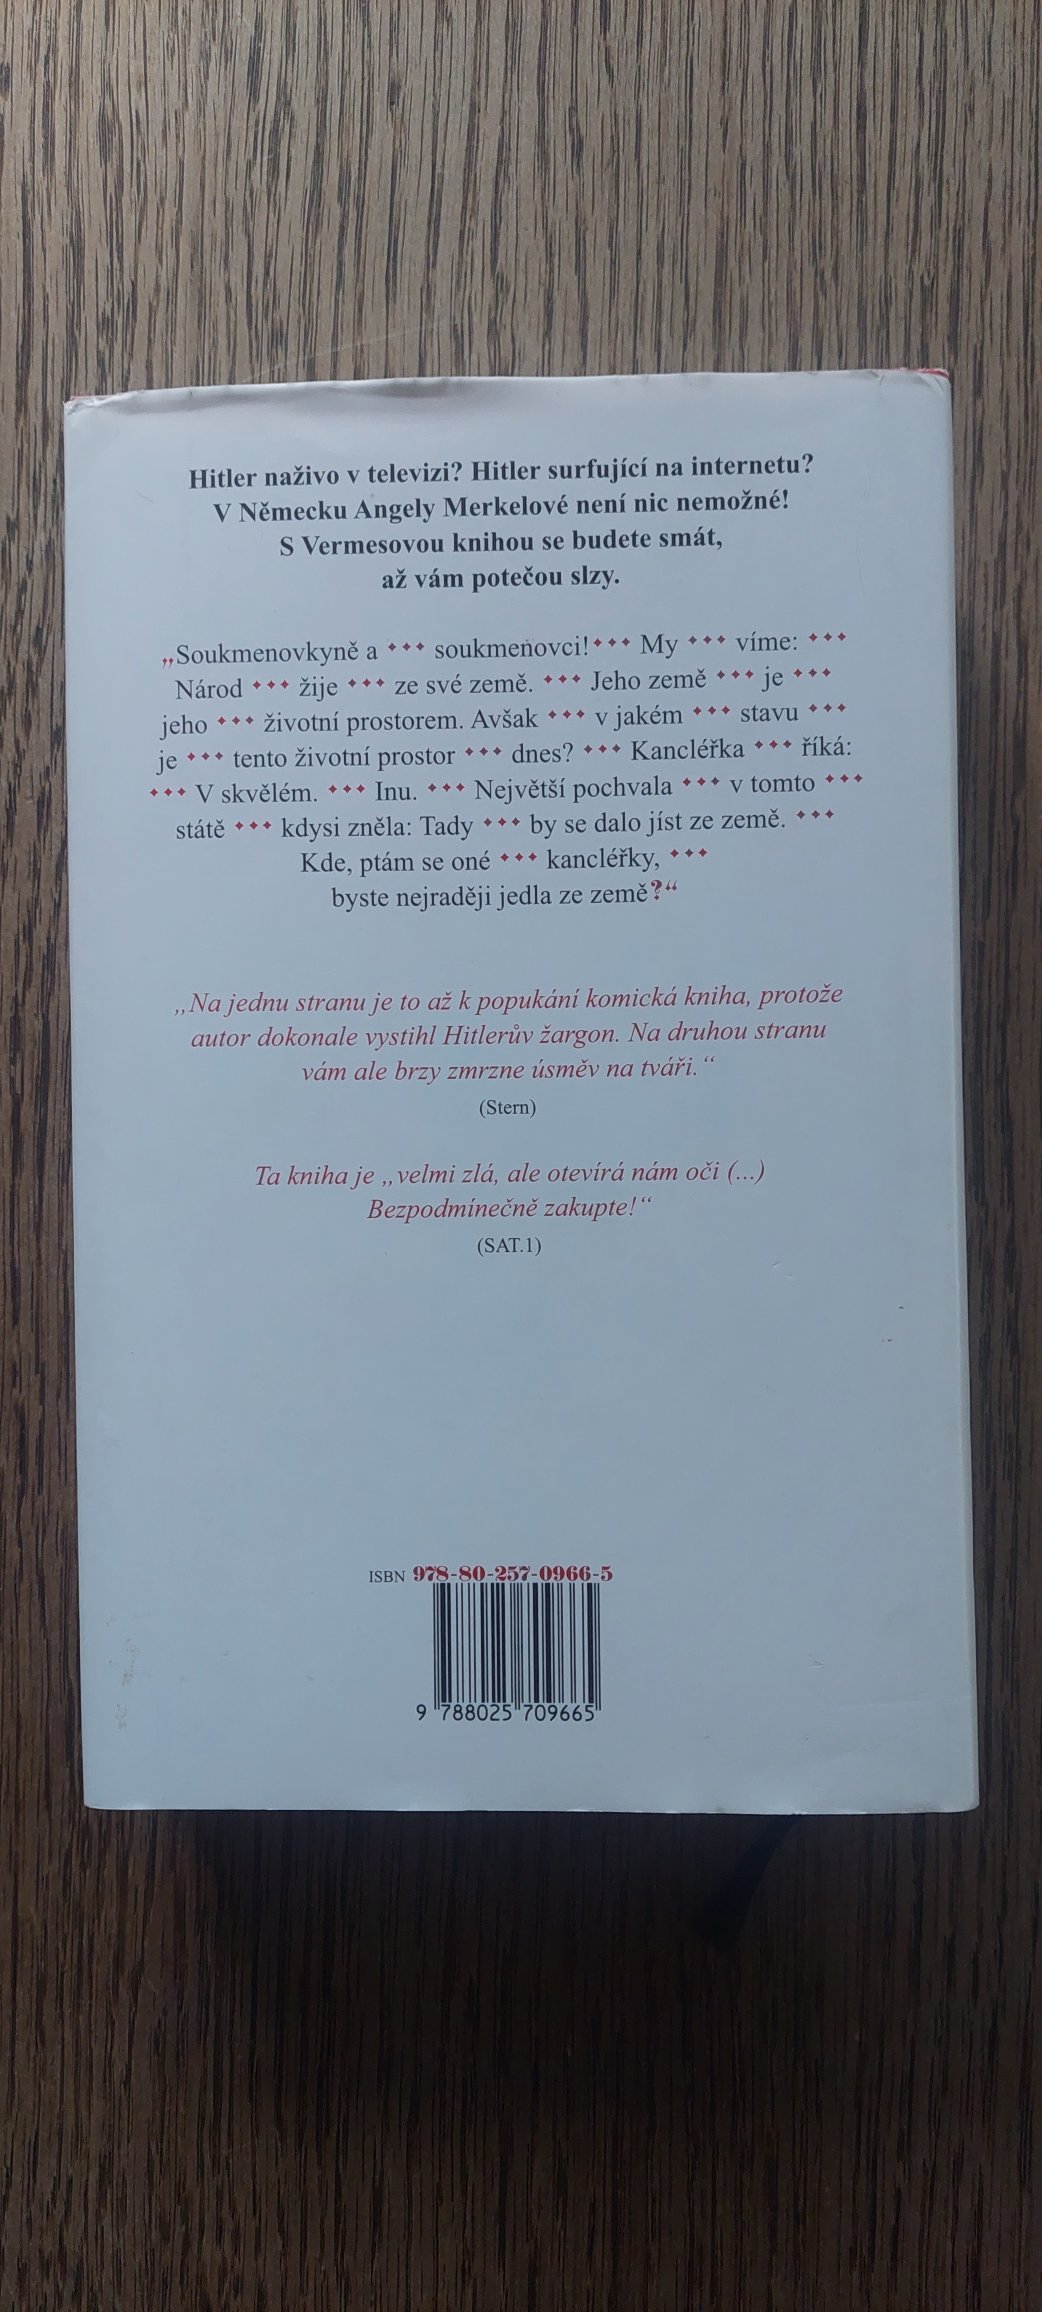 Hitler naživo v televizi? Hitler surfující na internetu?
V Německu Angely Merkelové není nic nemožné!
S Vermesovou knihou se budete smát,
až vám potečou slzy.
„Soukmenovkyně a ♦♦♦ soukmenovci!♦♦♦ My ♦♦♦ víme: ♦♦♦
Národ ♦♦♦ žije ♦♦♦ ze své země. ♦♦♦ Jeho země ♦♦♦ je ♦♦♦
jeho ♦♦♦ životní prostorem. Avšak ♦♦♦ v jakém ♦♦♦ stavu ♦♦♦
je ♦♦♦ tento životní prostor ♦♦♦ dnes? ♦♦♦ Kancléřka ♦♦♦ říká:
♦♦♦ V skvělém. ♦♦♦ Inu. ♦♦♦ Největší pochvala ♦♦♦ v tomto ♦♦♦
státě ♦♦♦ kdysi zněla: Tady ♦♦♦ by se dalo jíst ze země. ♦♦♦
Kde, ptám se oné ♦♦♦ kancléřky, ♦♦♦
byste nejraději jedla ze země?“
„Na jednu stranu je to až k popukání komická kniha, protože
autor dokonale vystihl Hitlerův žargon. Na druhou stranu
vám ale brzy zmrzne úsměv na tváři.“
(Stern)
Ta kniha je „velmi zlá, ale otevírá nám oči (...)
Bezpodmínečně zakupte!“
(SAT.1)
ISBN 978-80-257-0966-5
9 788025 709665